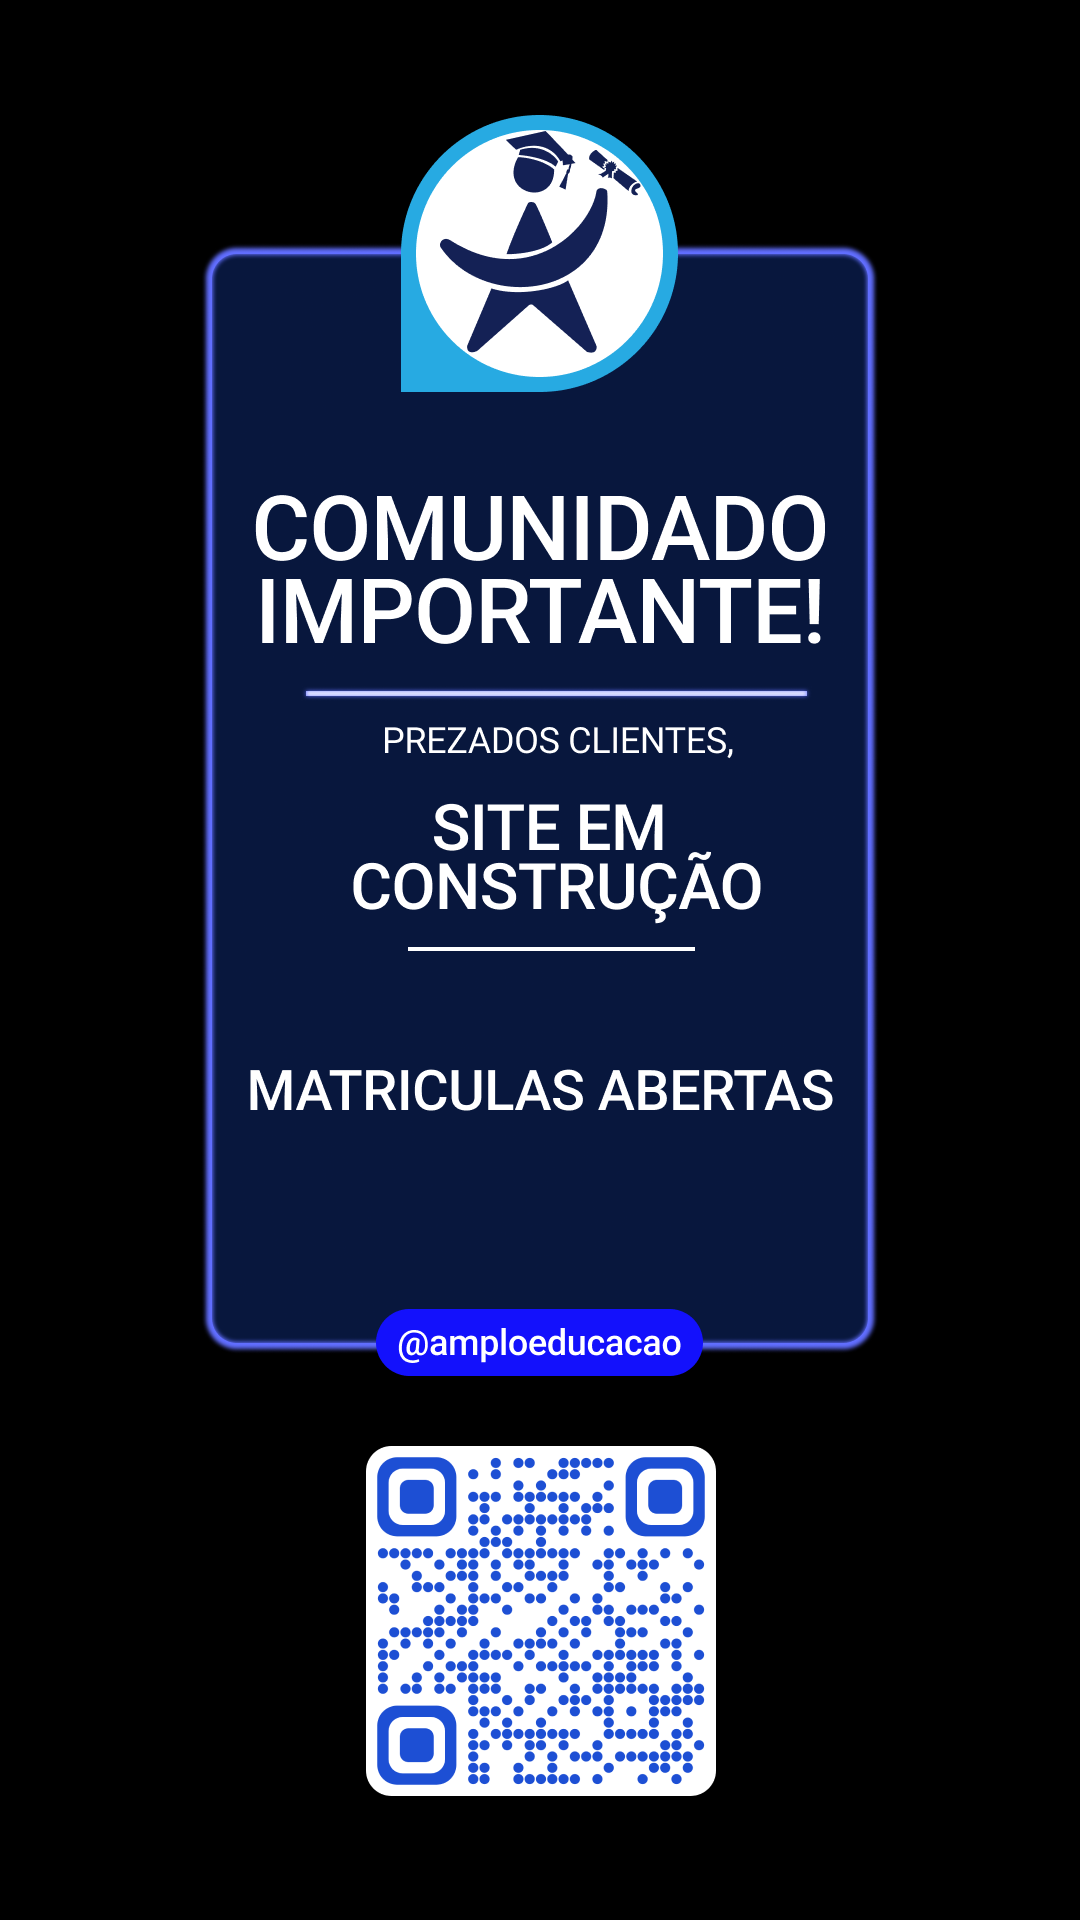 COMUNIDADO
IMPORTANTE!
PREZADOS CLIENTES,
SITE EM
CONSTRUÇÃO
MATRICULAS ABERTAS
@amploeducacao